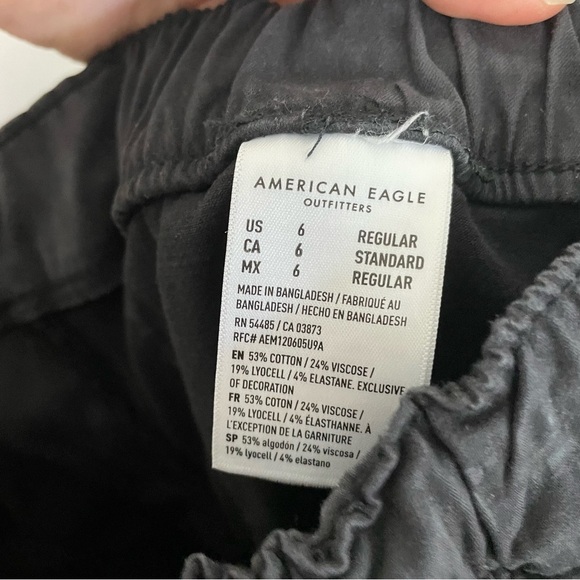 AMERICAN EAGLE
OUTFITTERS
US 6 REGULAR
CA 6 STANDARD
MX 6 REGULAR
MADE IN BANGLADESH / FABRIQUÉ AU
BANGLADESH / HECHO EN BANGLADESH
RN 54485 / CA 03873
RFC# AEM120605U9A
EN 53% COTTON / 24% VISCOSE /
19% LYOCELL / 4% ELASTANE. EXCLUSIVE
OF DECORATION
FR 53% COTON / 24% VISCOSE /
19% LYOCELL / 4% ÉLASTHANNE. À
L'EXCEPTION DE LA GARNITURE
SP 53% algodón / 24% viscosa /
19% lyocell / 4% elastano